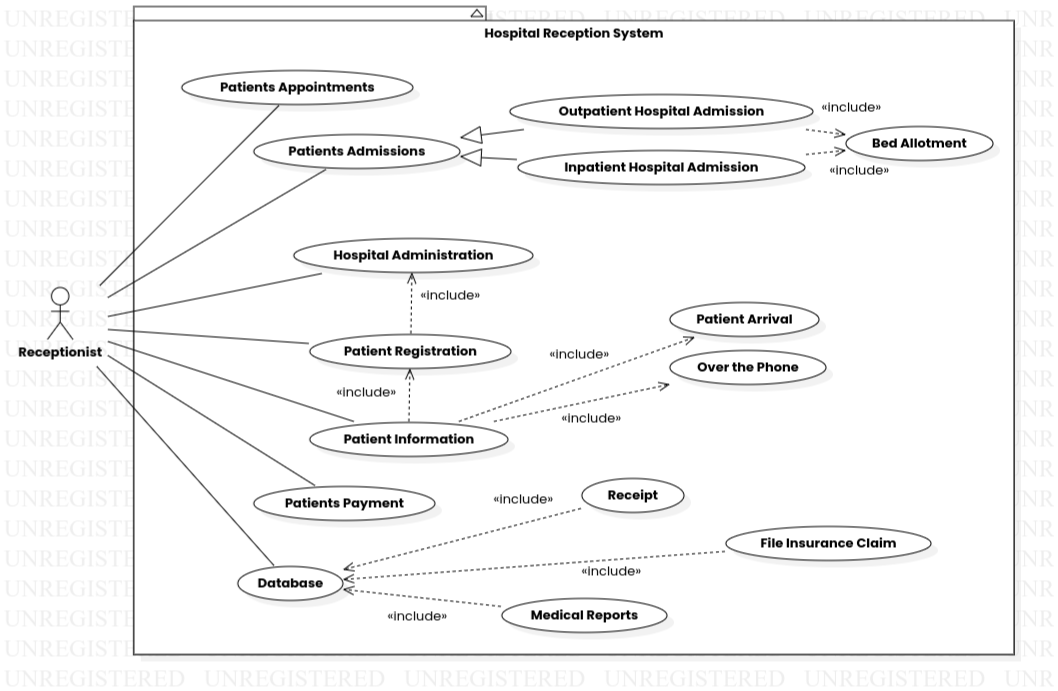 Hospital Reception System
Patients Appointments
Outpatient Hospital Admission
«include»
Patients Admissions
Bed Allotment
Inpatient Hospital Admission
«include»
Hospital Administration
«include»
Receptionist
Patient Arrival
Patient Registration
«include»
Over the Phone
«include»
«include»
Patient Information
Patients Payment
«include»
Receipt
File Insurance Claim
«include»
Database
«include»
Medical Reports
UNREGISTERED UNREGISTERED UNREGISTERED UNREGISTERED UNREGISTERED